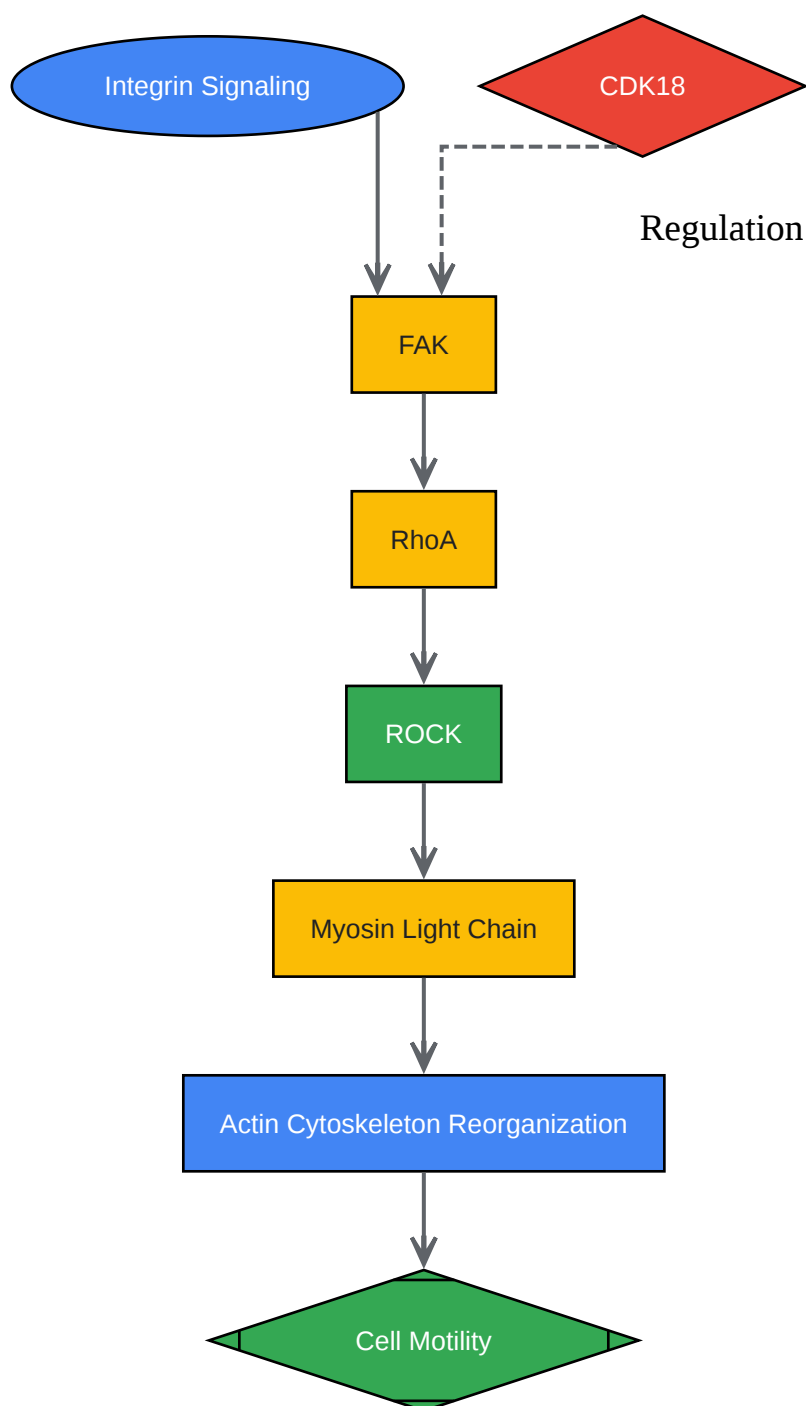 Integrin Signaling
CDK18
Regulation
FAK
RhoA
ROCK
Myosin Light Chain
Actin Cytoskeleton Reorganization
Cell Motility